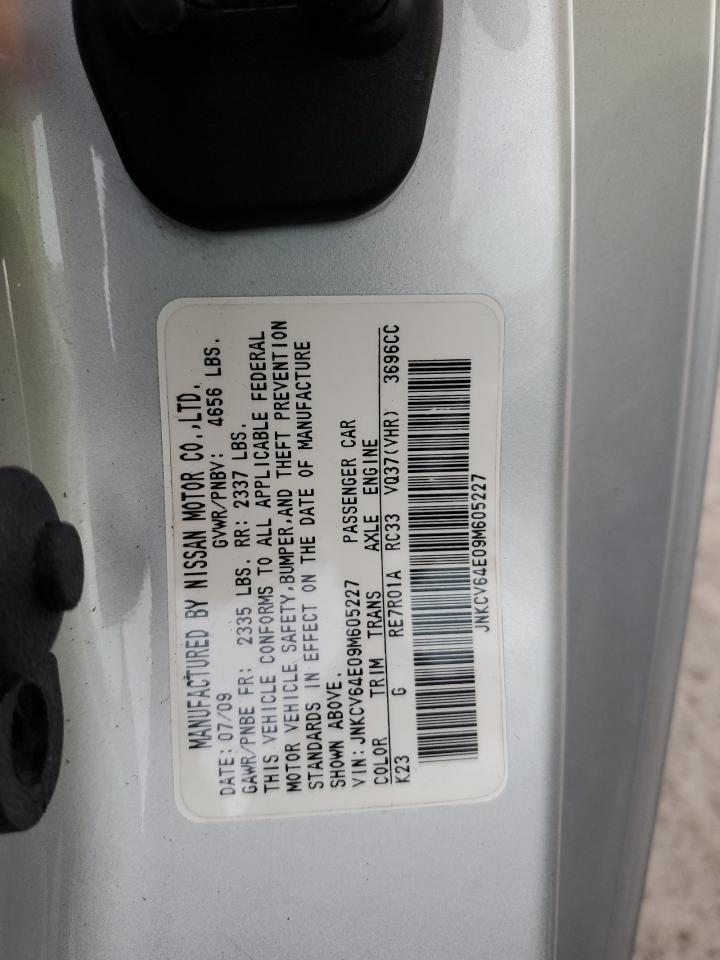 MANUFACTURED BY NISSAN MOTOR CO.,LTD.
DATE: 07/09 GVWR/PNBV: 4656 LBS.
GAWR/PNBE FR: 2335 LBS. RR: 2337 LBS.
THIS VEHICLE CONFORMS TO ALL APPLICABLE FEDERAL
MOTOR VEHICLE SAFETY,BUMPER,AND THEFT PREVENTION
STANDARDS IN EFFECT ON THE DATE OF MANUFACTURE
SHOWN ABOVE.
VIN: JNKCV64E09M605227 PASSENGER CAR
COLOR TRIM TRANS AXLE ENGINE
K23 G RE7R01A RC33 VQ37(VHR) 3696CC
JNKCV64E09M605227